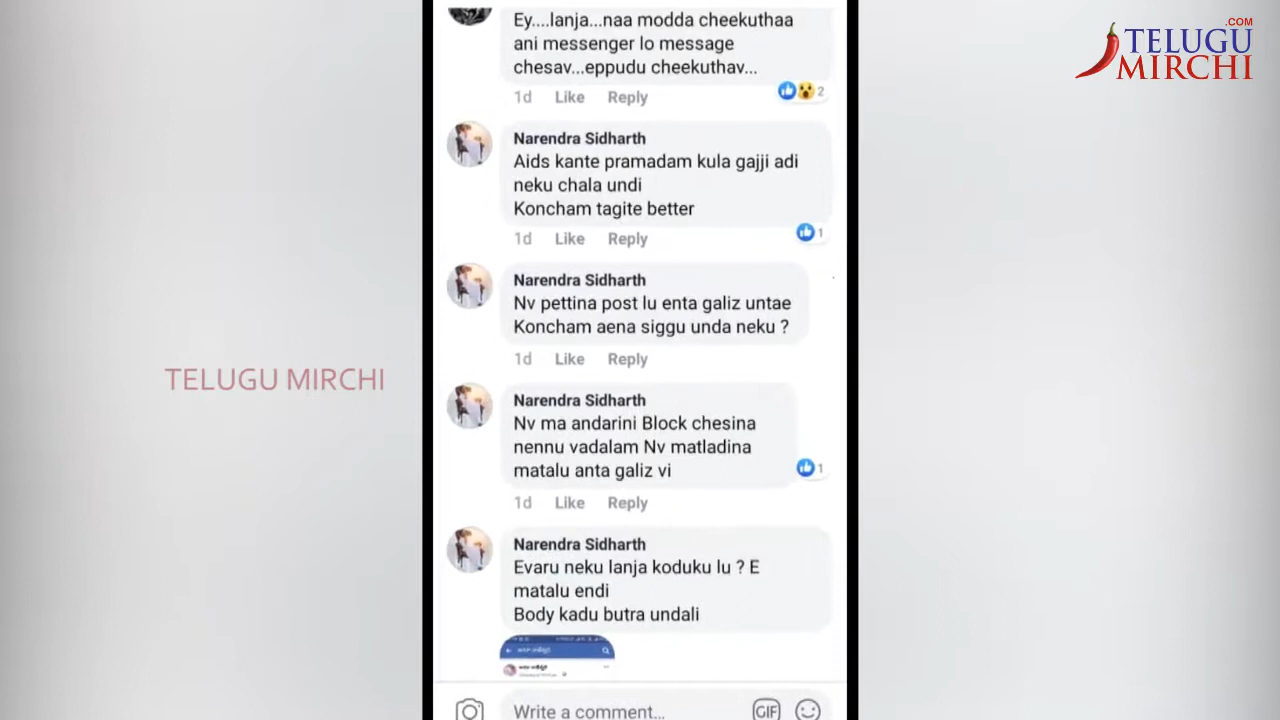 .COM
TELUGU
MIRCHI
Ey....lanja...naa modda cheekuthaa
ani messenger lo message
chesav...eppudu cheekuthav...
1d Like Reply 2
Narendra Sidharth
Aids kante pramadam kula gajji adi
neku chala undi
Koncham tagite better
1d Like Reply 1
Narendra Sidharth
Nv pettina post lu enta galiz untae
Koncham aena siggu unda neku ?
1d Like Reply
TELUGU MIRCHI
Narendra Sidharth
Nv ma andarini Block chesina
nennu vadalam Nv matladina
matalu anta galiz vi
1
1d Like Reply
Narendra Sidharth
Evaru neku lanja koduku lu ? E
matalu endi
Body kadu butra undali
Write a comment...
GIF